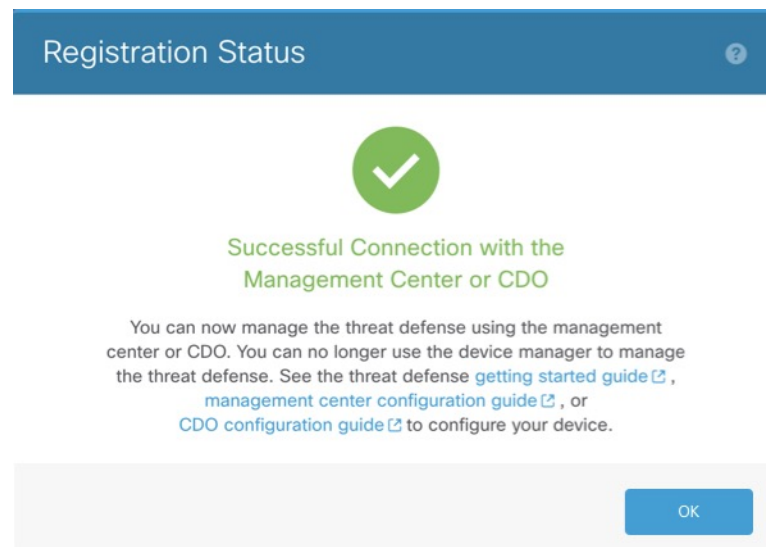 Registration Status
?
Successful Connection with the
Management Center or CDO
You can now manage the threat defense using the management
center or CDO. You can no longer use the device manager to manage
the threat defense. See the threat defense getting started guide ,
management center configuration guide , or
CDO configuration guide to configure your device.
OK